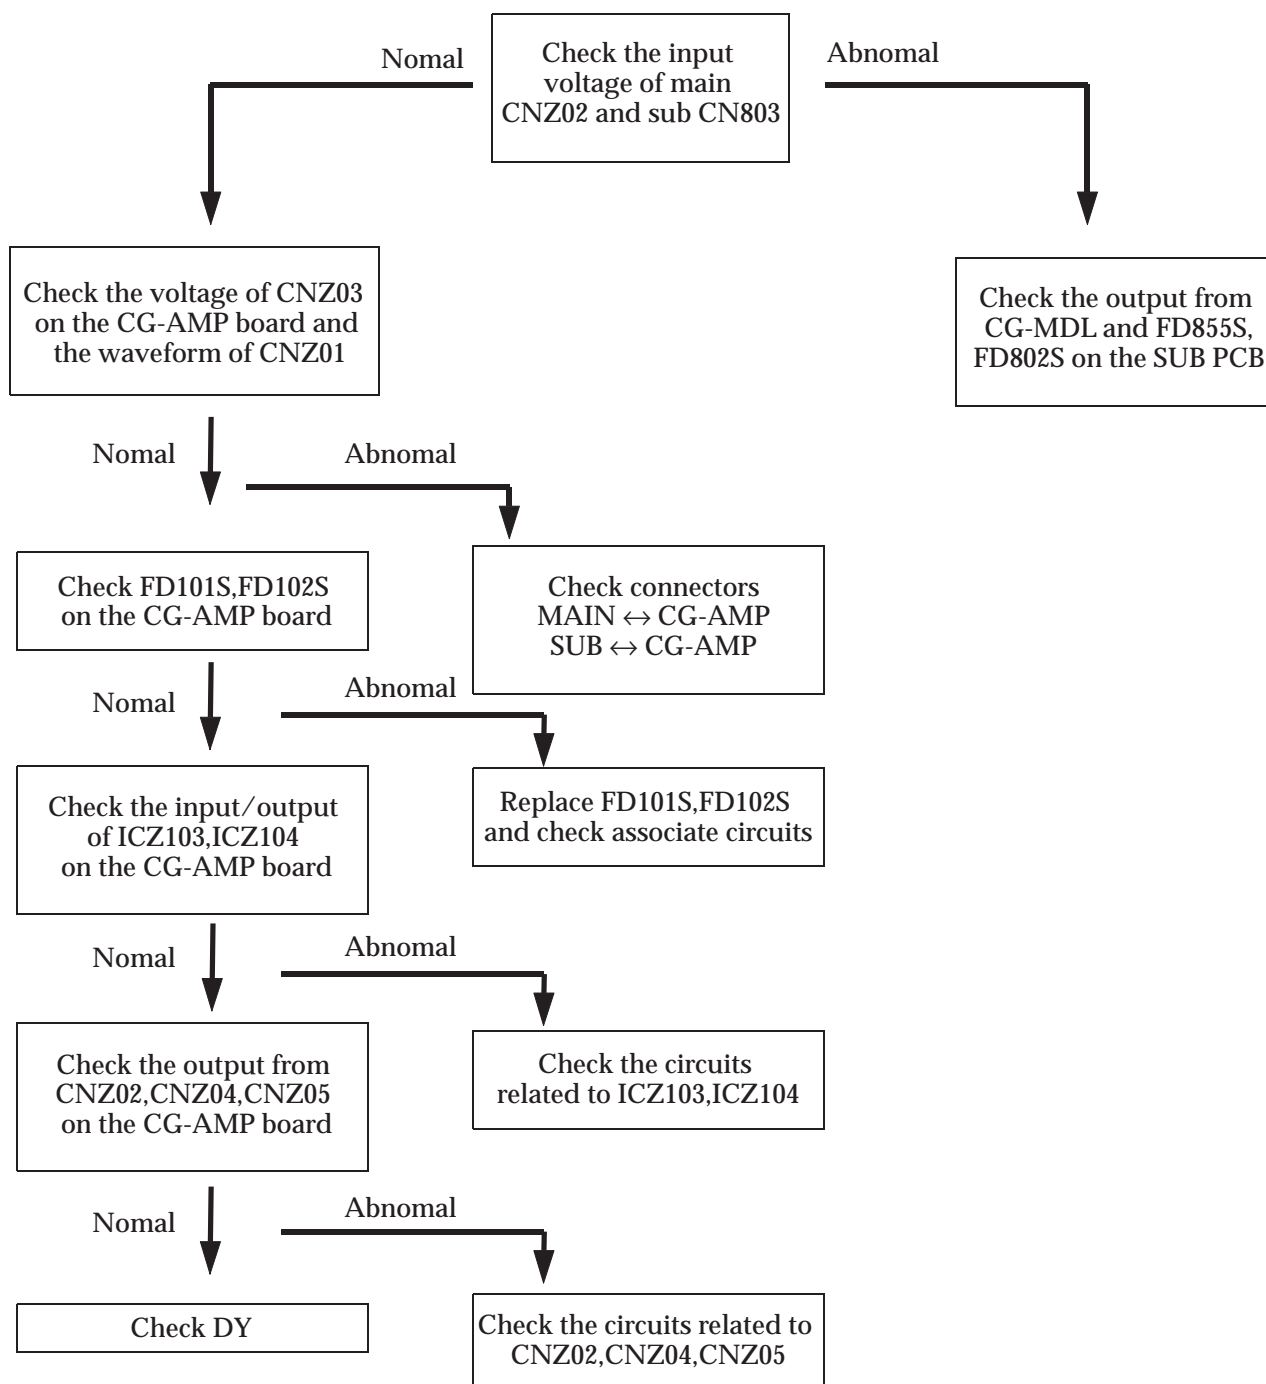 Nomal
Check the input
voltage of main
CNZ02 and sub CN803
Abnomal
Check the voltage of CNZ03
on the CG-AMP board and
the waveform of CNZ01
Check the output from
CG-MDL and FD855S,
FD802S on the SUB PCB
Nomal
Abnomal
Check FD101S,FD102S
on the CG-AMP board
Check connectors
MAIN ↔ CG-AMP
SUB ↔ CG-AMP
Nomal
Abnomal
Check the input/output
of ICZ103,ICZ104
on the CG-AMP board
Replace FD101S,FD102S
and check associate circuits
Nomal
Abnomal
Check the output from
CNZ02,CNZ04,CNZ05
on the CG-AMP board
Check the circuits
related to ICZ103,ICZ104
Nomal
Abnomal
Check DY
Check the circuits related to
CNZ02,CNZ04,CNZ05